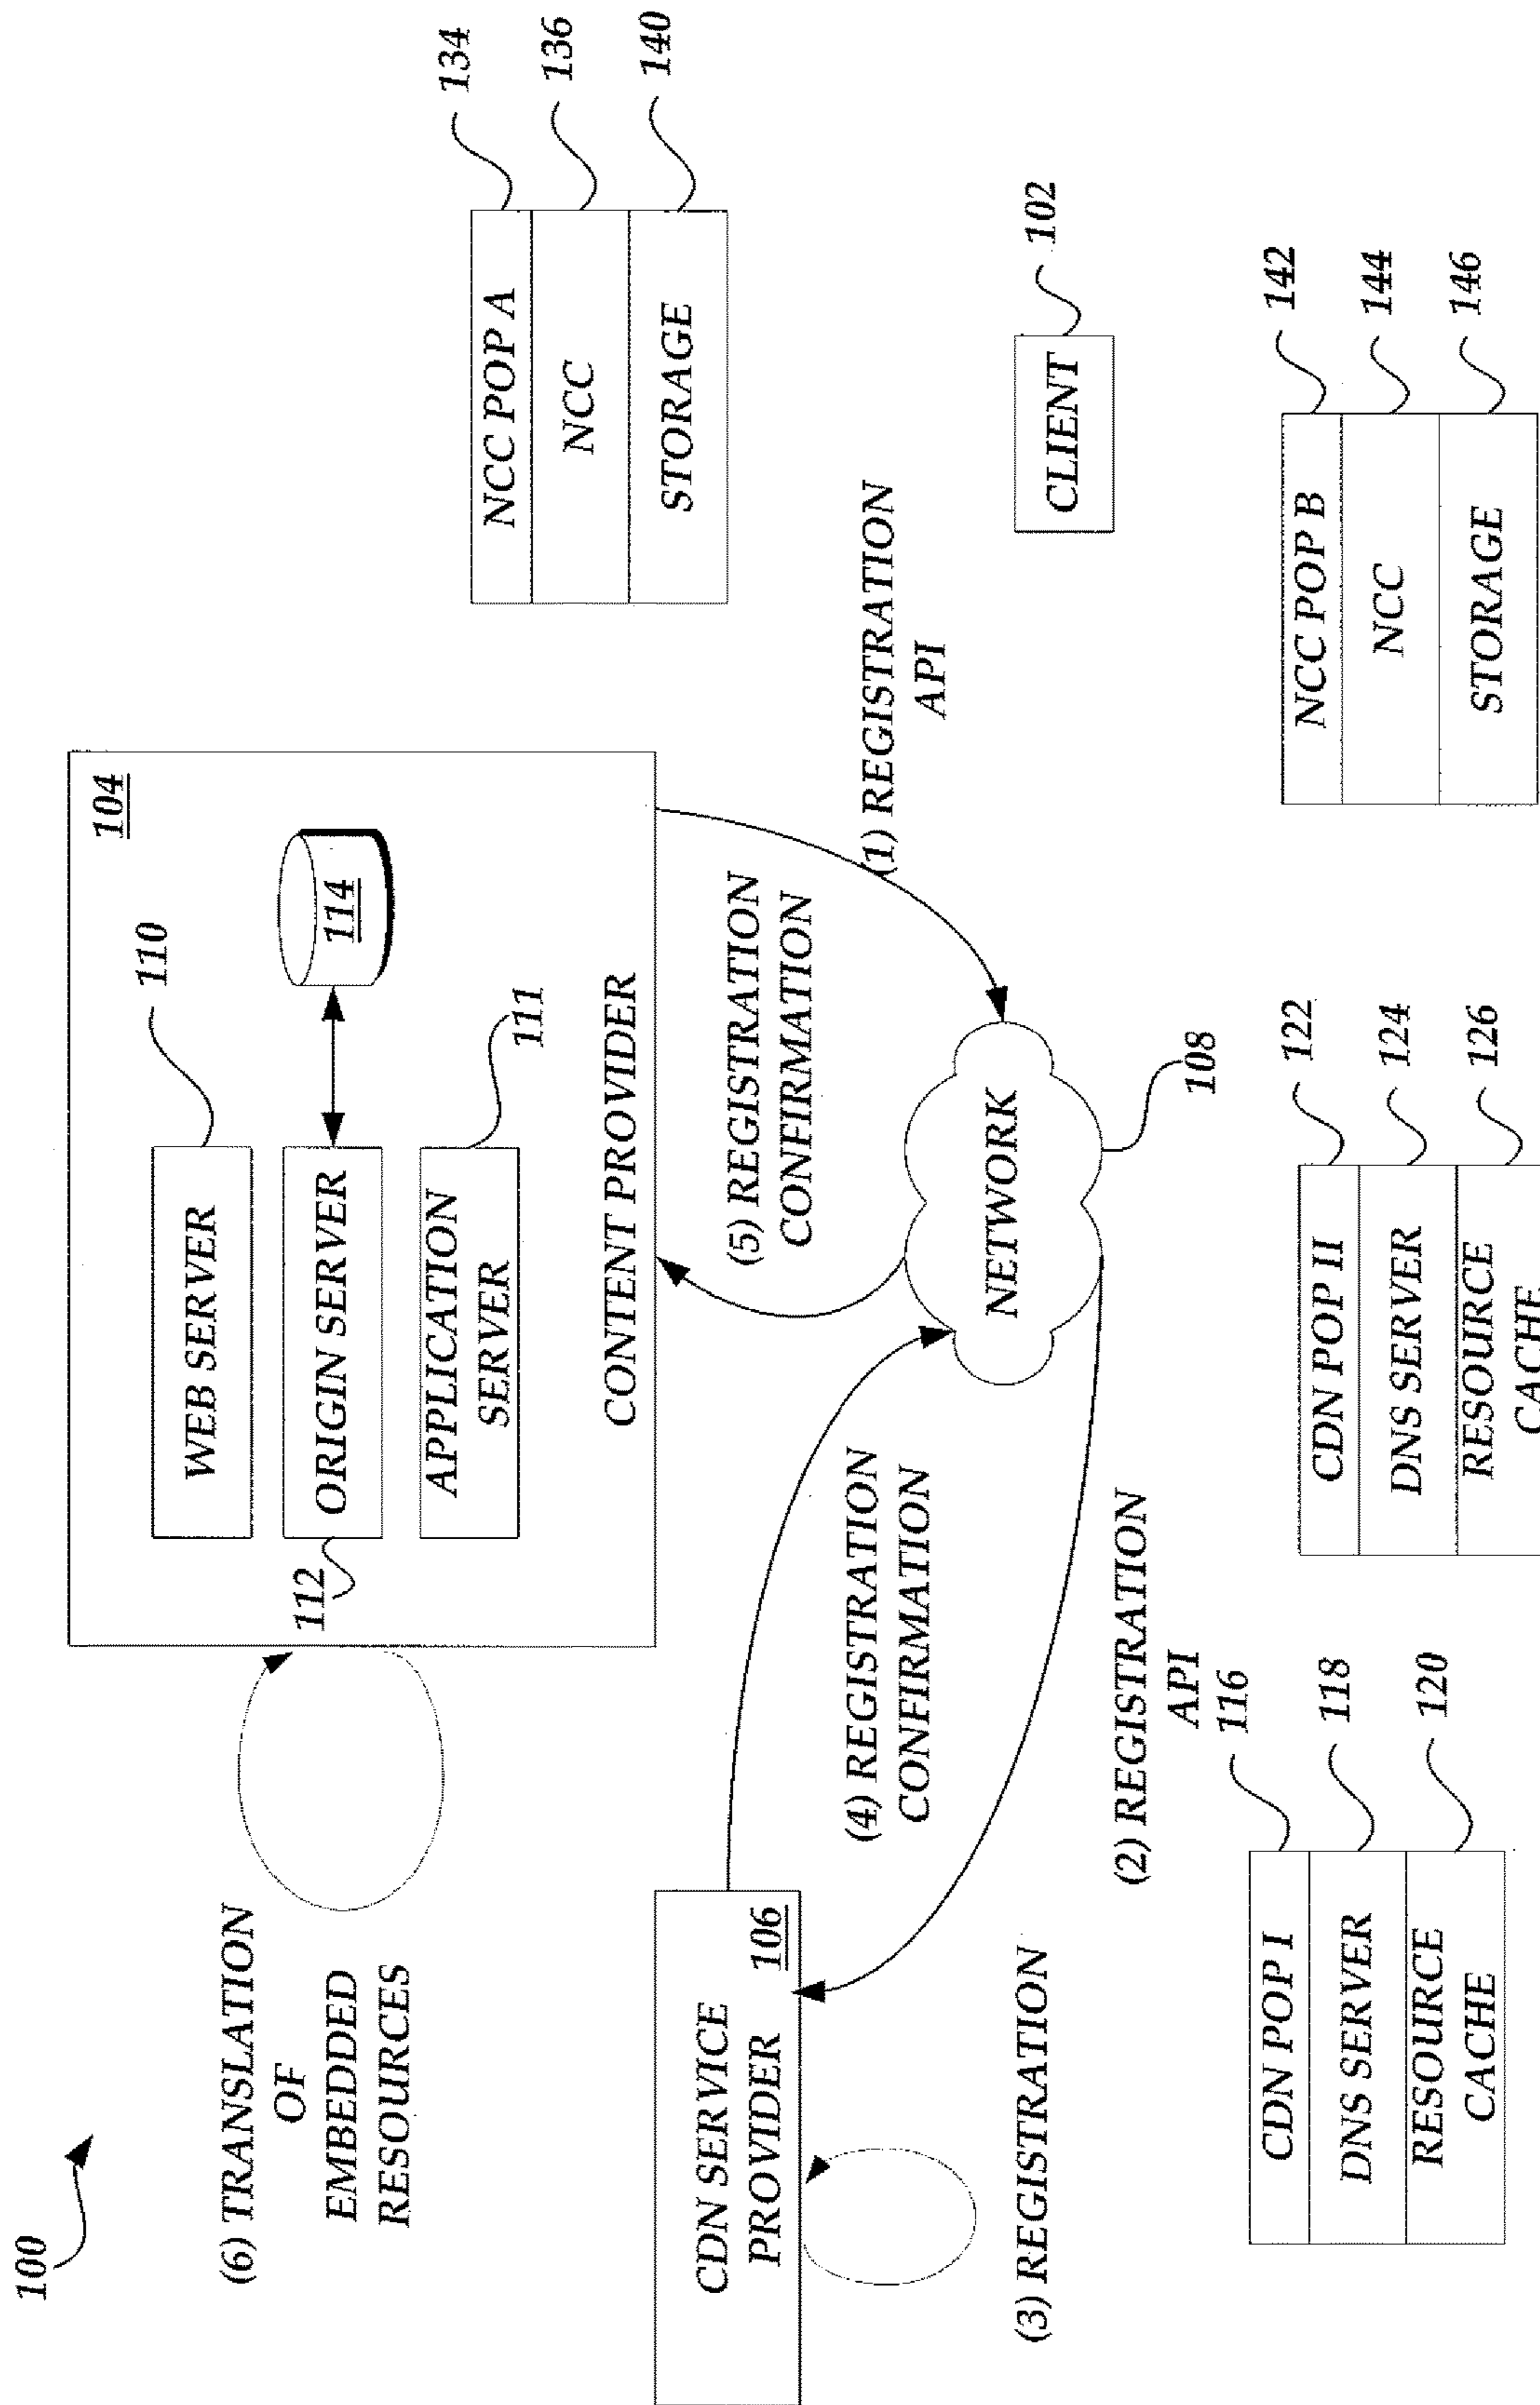 100
(6) TRANSLATION
OF
EMBEDDED
RESOURCES
104
WEB SERVER
110
ORIGIN SERVER
112
114
APPLICATION
SERVER
111
CONTENT PROVIDER
NCC POP A
134
NCC
136
STORAGE
140
CDN SERVICE
PROVIDER
106
(3) REGISTRATION
(4) REGISTRATION
CONFIRMATION
(5) REGISTRATION
CONFIRMATION
(1) REGISTRATION
API
NETWORK
108
(2) REGISTRATION
API
CLIENT
102
CDN POP I
116
DNS SERVER
118
RESOURCE
CACHE
120
CDN POP II
122
DNS SERVER
124
RESOURCE
CACHE
126
NCC POP B
142
NCC
144
STORAGE
146